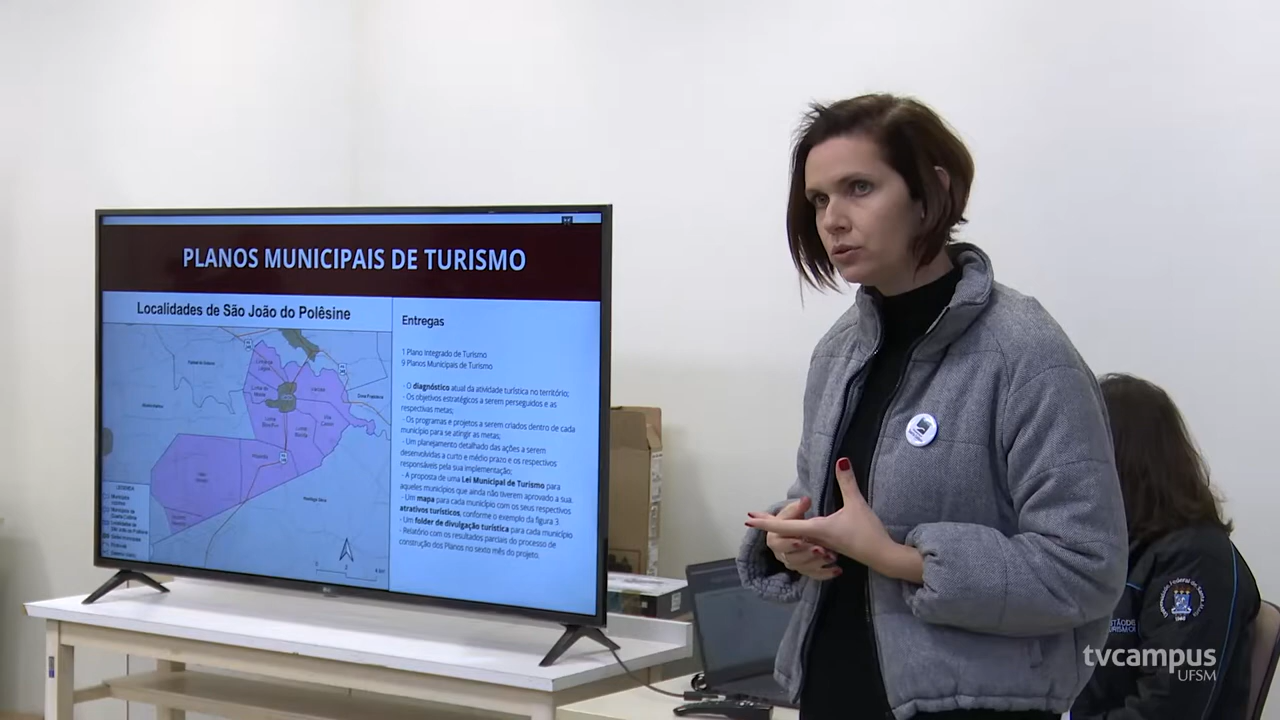 PLANOS MUNICIPAIS DE TURISMO
Localidades de São João do Polêsine
Entregas
1 Plano Integrado de Turismo
9 Planos Municipais de Turismo
- O diagnóstico atual da atividade turística no território;
- Os objetivos estratégicos a serem perseguidos e as
respectivas metas;
- Os programas e projetos a serem criados dentro de cada
município para se atingir as metas;
- Um planejamento detalhado das ações a serem
desenvolvidas a curto e médio prazo e os respectivos
responsáveis pela sua implementação;
- A proposta de uma Lei Municipal de Turismo para
aqueles municípios que ainda não tiverem aprovado a sua.
- Um mapa para cada município com os seus respectivos
atrativos turísticos, conforme o exemplo da figura 3.
- Um folder de divulgação turística para cada município
- Relatório com os resultados parciais do processo de
construção dos Planos no sexto mês do projeto.
LEGENDA
tvcampus
UFSM